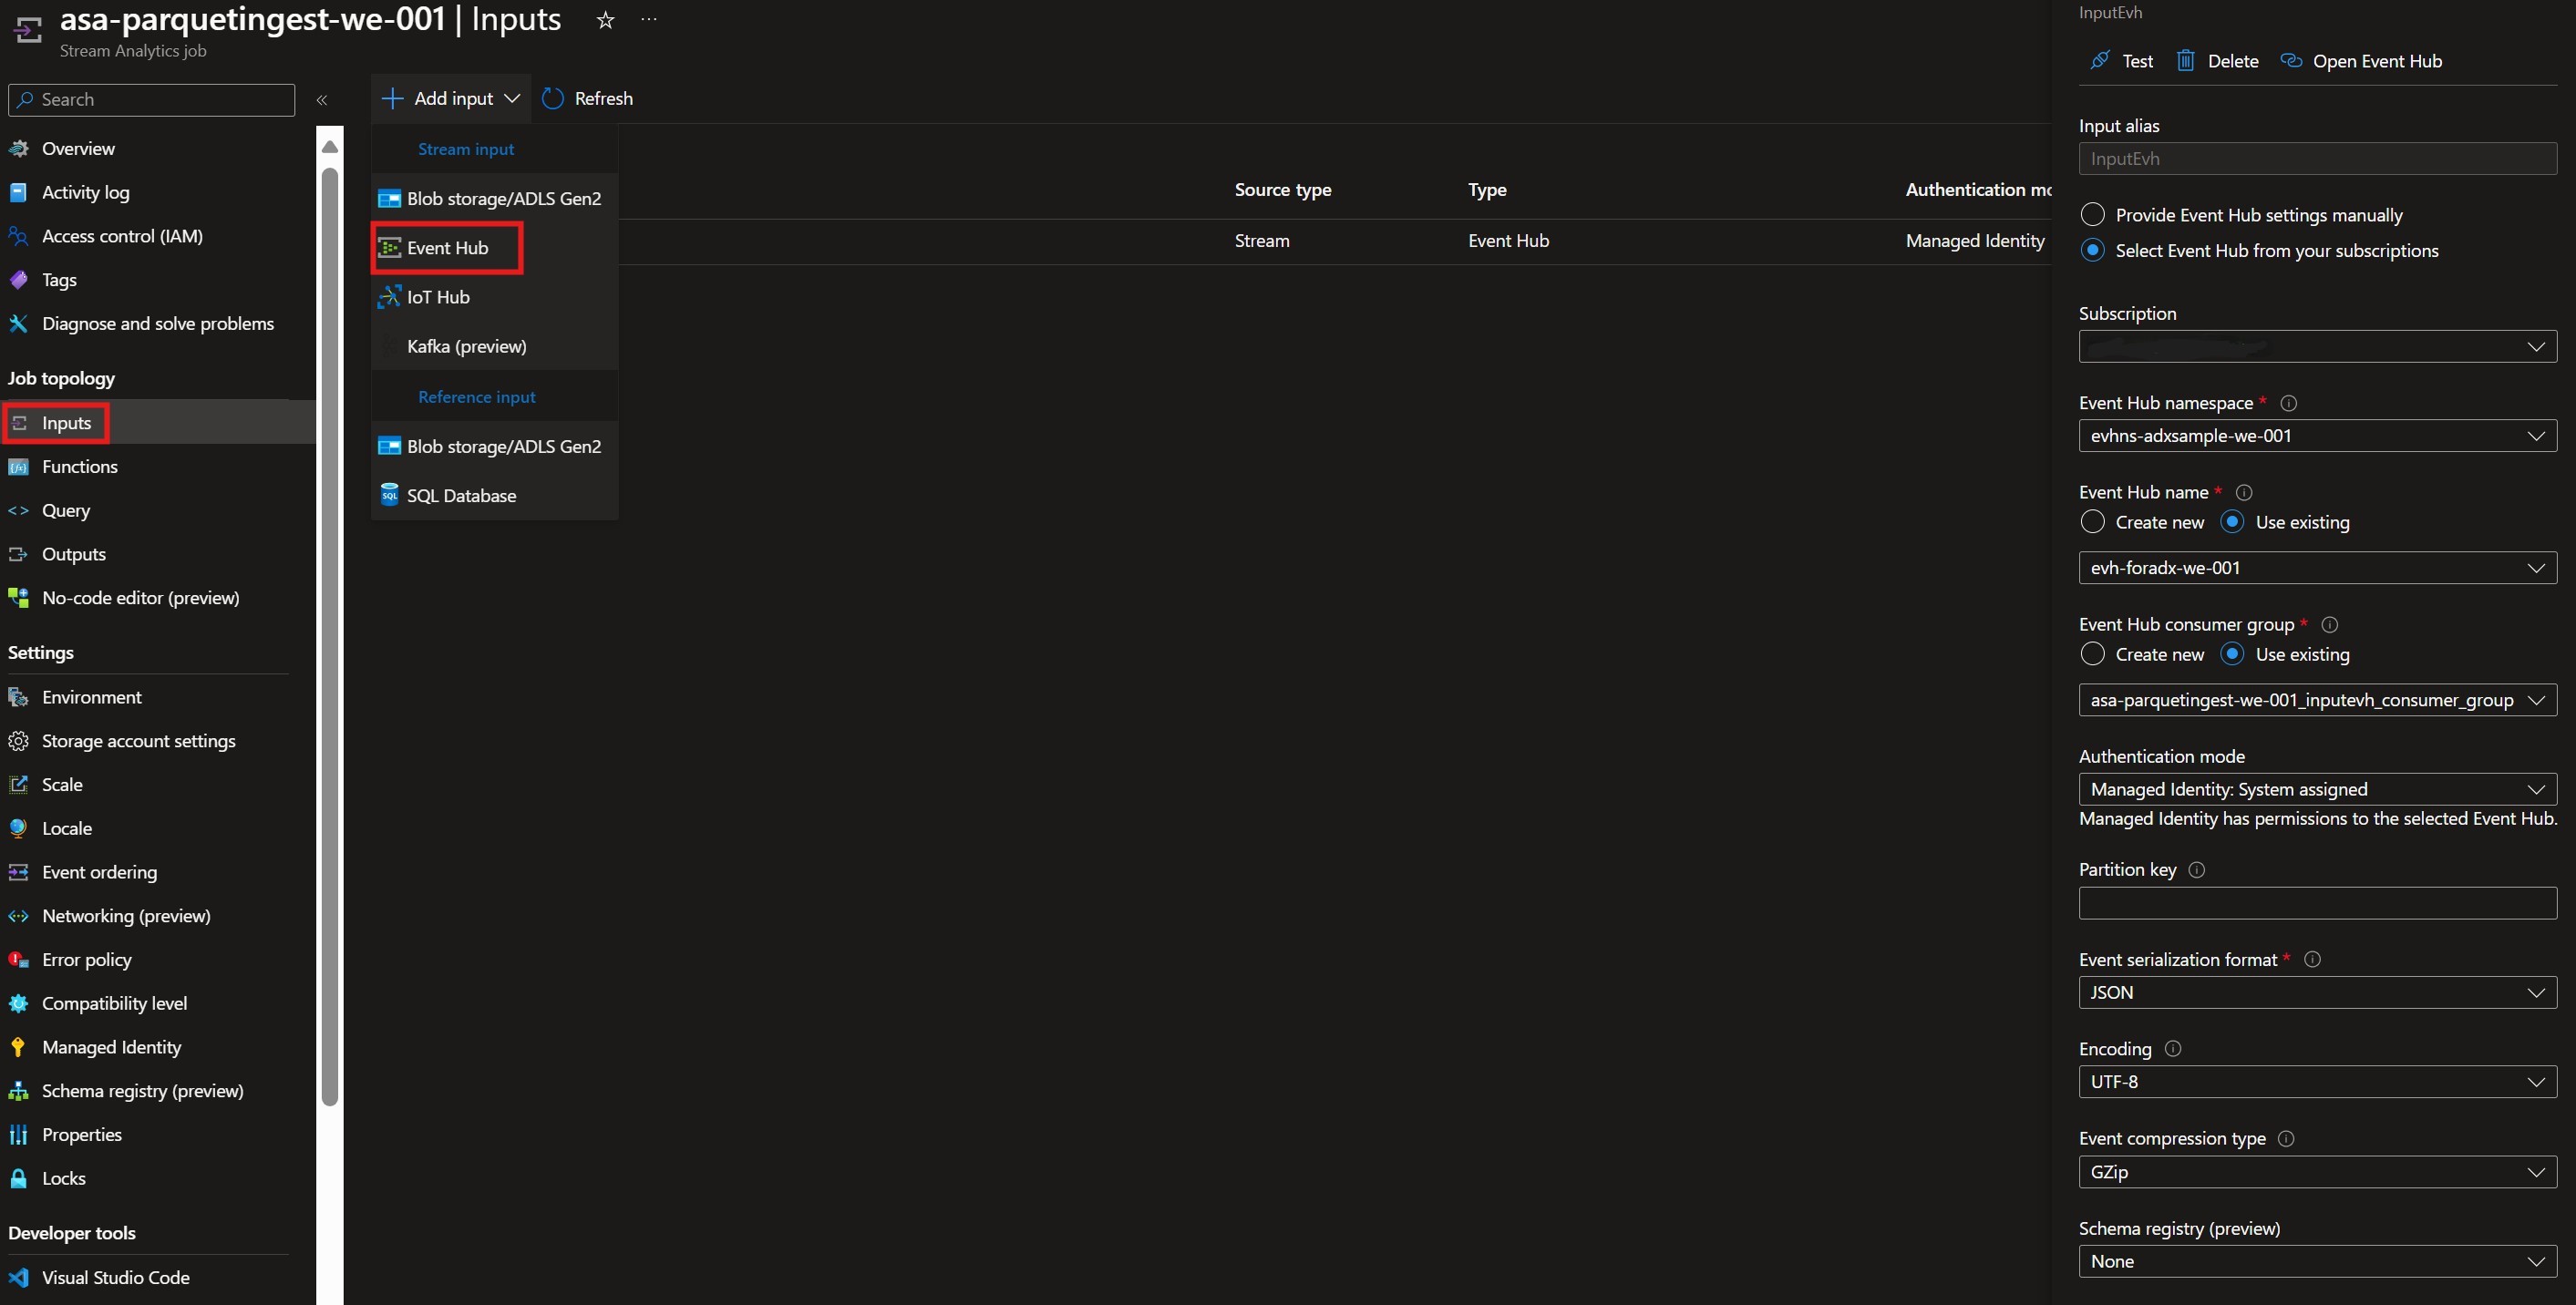 asa-parquetingest-we-001 | Inputs
Stream Analytics job
Search
Overview
Activity log
Access control (IAM)
Tags
Diagnose and solve problems
Job topology
Inputs
Functions
Query
Outputs
No-code editor (preview)
Settings
Environment
Storage account settings
Scale
Locale
Event ordering
Networking (preview)
Error policy
Compatibility level
Managed Identity
Schema registry (preview)
Properties
Locks
Developer tools
Visual Studio Code
Add input
Refresh
Stream input
Blob storage/ADLS Gen2
Event Hub
IoT Hub
Kafka (preview)
Reference input
Blob storage/ADLS Gen2
SQL Database
Source type Type Authentication mo
Stream Event Hub Managed Identity
InputEvh
Test Delete Open Event Hub
Input alias
InputEvh
Provide Event Hub settings manually
Select Event Hub from your subscriptions
Subscription
Event Hub namespace *
evhns-adxsample-we-001
Event Hub name *
Create new Use existing
evh-foradx-we-001
Event Hub consumer group *
Create new Use existing
asa-parquetingest-we-001_inputevh_consumer_group
Authentication mode
Managed Identity: System assigned
Managed Identity has permissions to the selected Event Hub.
Partition key
Event serialization format *
JSON
Encoding
UTF-8
Event compression type
GZip
Schema registry (preview)
None